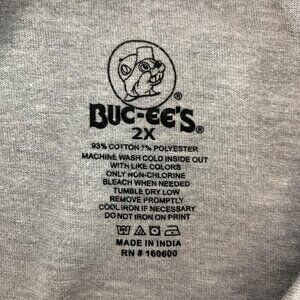 BUC-EE'S®
2X
93% COTTON 7% POLYESTER
MACHINE WASH COLD INSIDE OUT
WITH LIKE COLORS
ONLY NON-CHLORINE
BLEACH WHEN NEEDED
TUMBLE DRY LOW
REMOVE PROMPTLY
COOL IRON IF NECESSARY
DO NOT IRON ON PRINT
MADE IN INDIA
RN # 160600